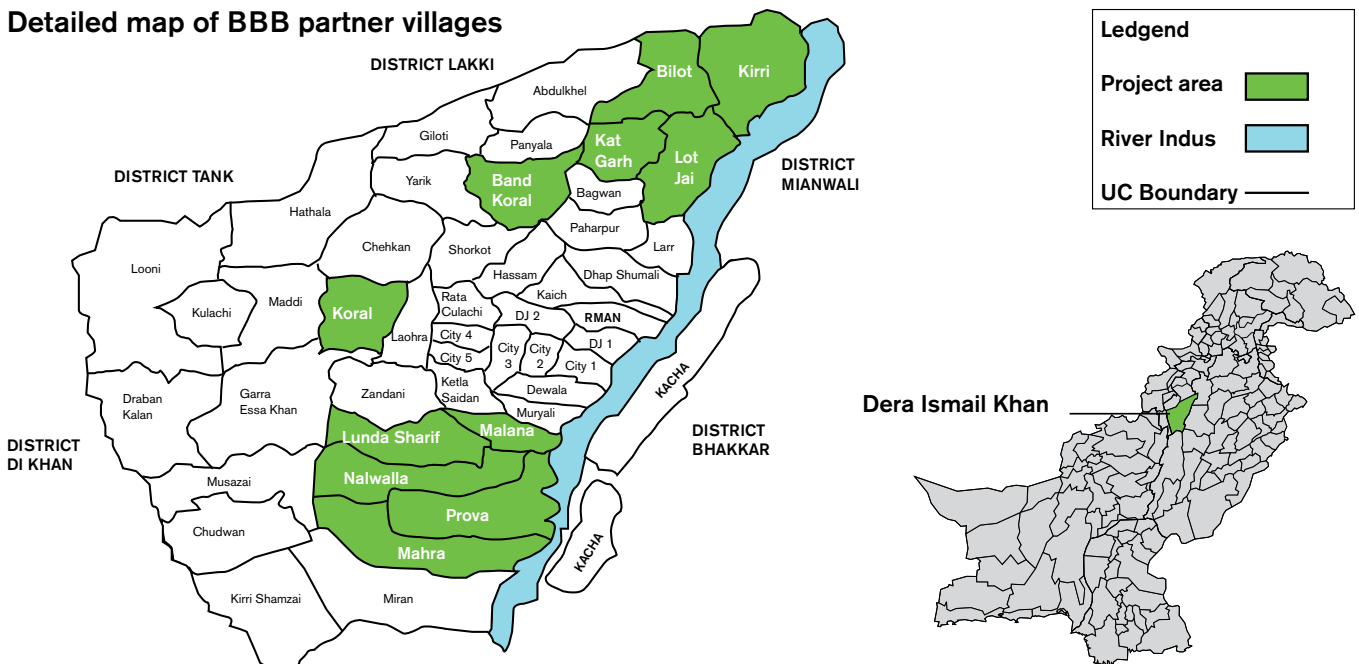 Detailed map of BBB partner villages
DISTRICT LAKKI
Bilot
Kirri
Abdulkhel
Giloti
Panyala
Kat
Garh
Lot
Jai
DISTRICT
MIANWALI
DISTRICT TANK
Yarik
Band
Koral
Bagwan
Hathala
Paharpur
Chehkan
Shorkot
Larr
Looni
Hassam
Dhap Shumali
Kulachi
Maddi
Koral
Rata
Culachi
Kaich
DJ 2
RMAN
Laohra
City 4
City 5
City
3
City
2
City 1
DJ 1
KACHA
Draban
Kalan
Garra
Essa Khan
Zandani
Ketla
Saidan
Dewala
Muryali
DISTRICT
DI KHAN
Lunda Sharif
Malana
DISTRICT
BHAKKAR
Musazai
Nalwalla
Prova
Chudwan
Mahra
KACHA
Kirri Shamzai
Miran
Ledgend
Project area
River Indus
UC Boundary
Dera Ismail Khan